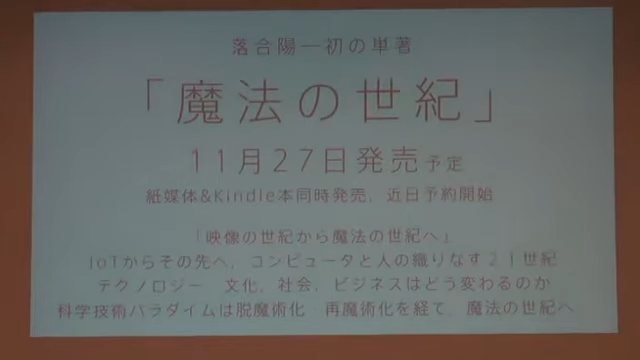 落合陽一初の単著
「魔法の世紀」
11月27日発売予定
紙媒体&Kindle本同時発売、近日予約開始
「映像の世紀から魔法の世紀へ」
IoTからその先へ、コンピュータと人の織りなす21世紀
テクノロジー 文化、社会、ビジネスはどう変わるのか
科学技術パラダイムは脱魔術化 再魔術化を経て、魔法の世紀へ